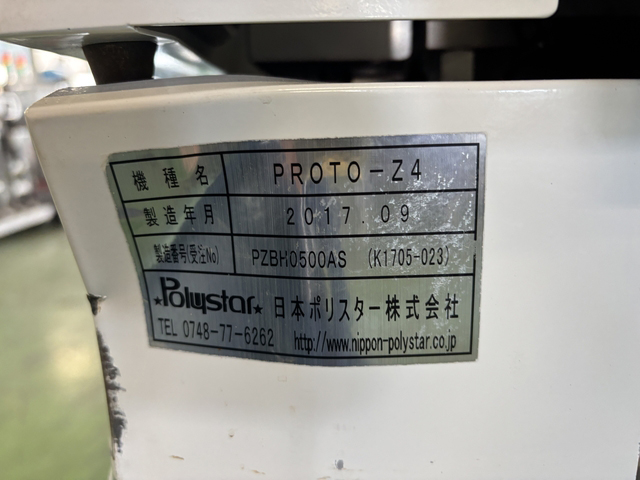 機種名 PROTO-Z4
製造年月 2017.09
製造番号(受注No) PZBH0500AS (K1705-023)
★Polystar★ 日本ポリスター株式会社
TEL 0748-77-6262 http://www.nippon-polystar.co.jp